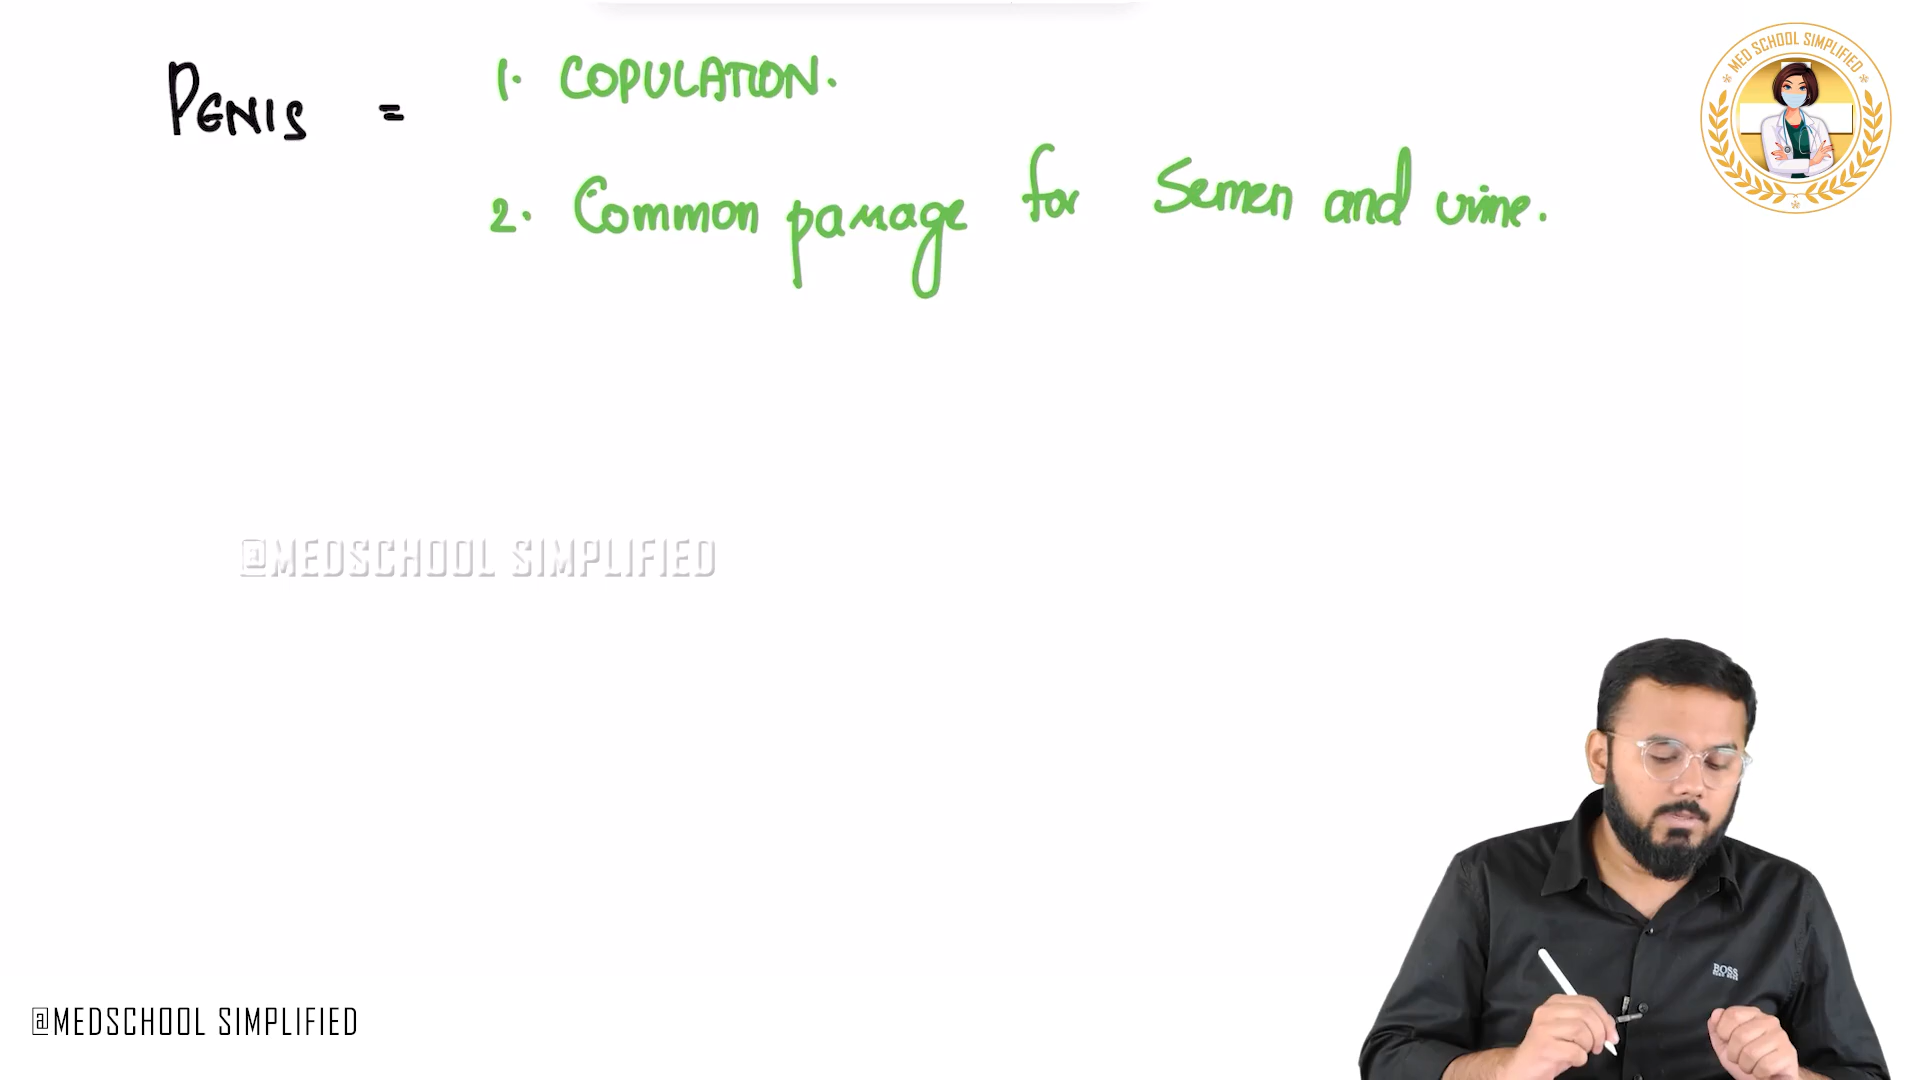 PENIS = 1. COPULATION.
2. Common passage for Semen and urine.
MED SCHOOL SIMPLIFIED
@MEDSCHOOL SIMPLIFIED
BOSS
@MEDSCHOOL SIMPLIFIED